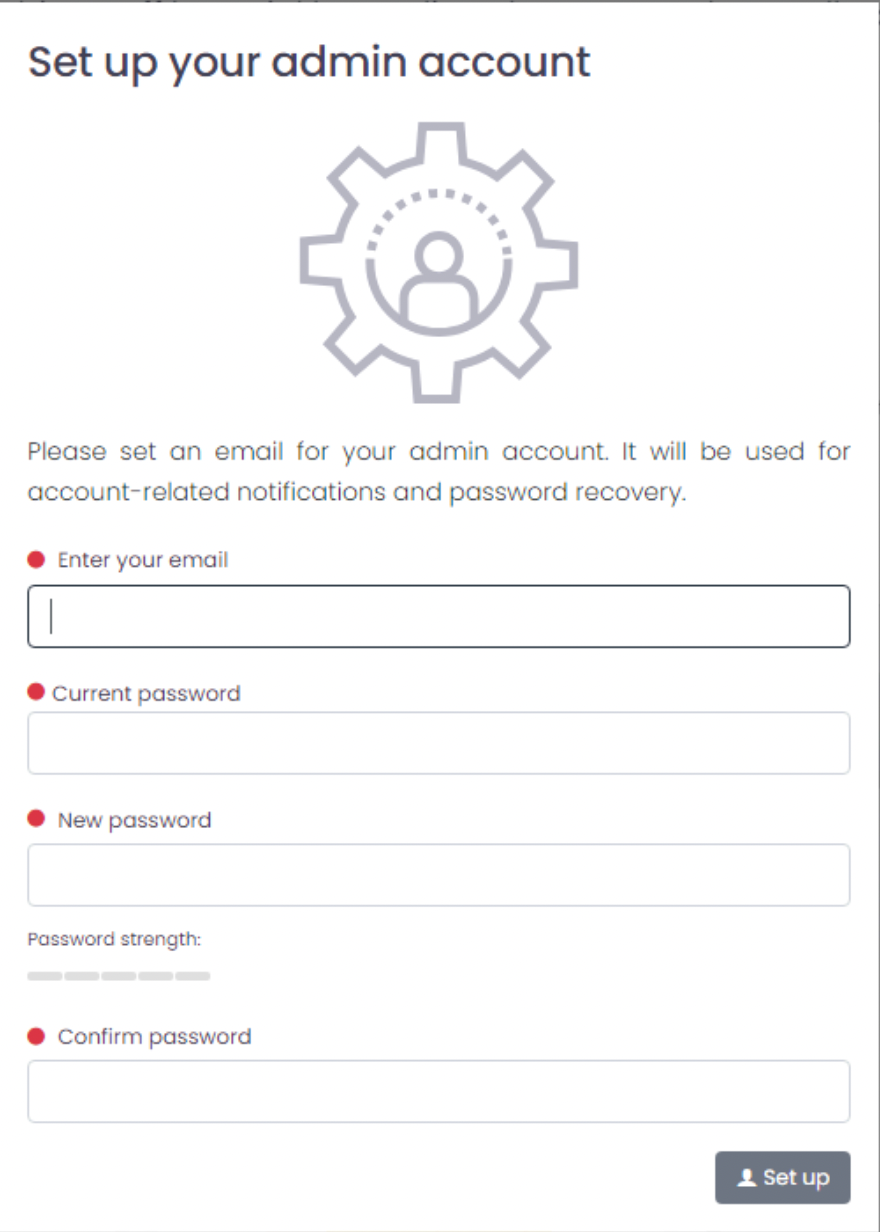 Set up your admin account
Please set an email for your admin account. It will be used for
account-related notifications and password recovery.
Enter your email
Current password
New password
Password strength:
Confirm password
Set up